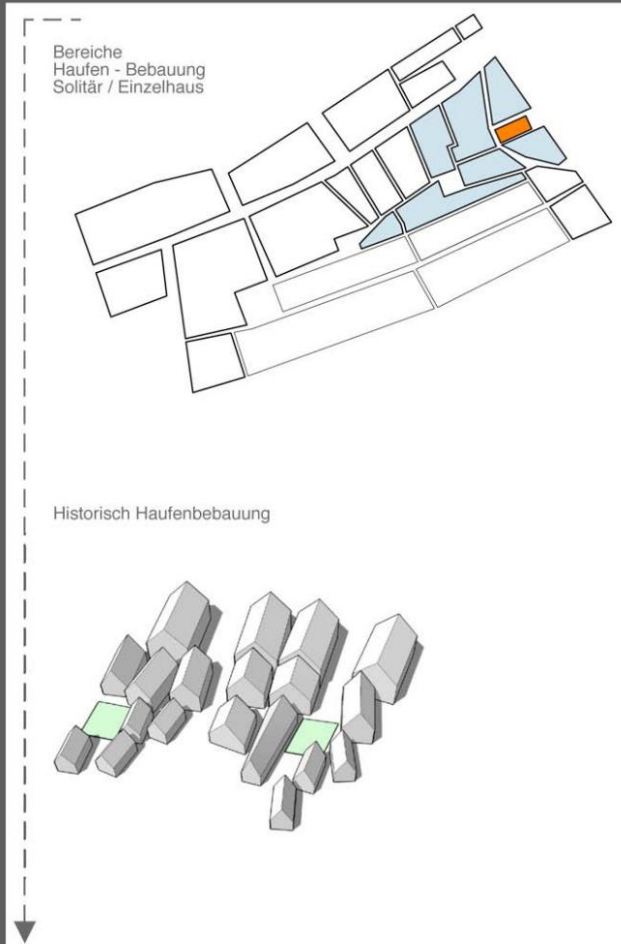 Bereiche
Haufen - Bebauung
Solitär / Einzelhaus
Historisch Haufenbebauung